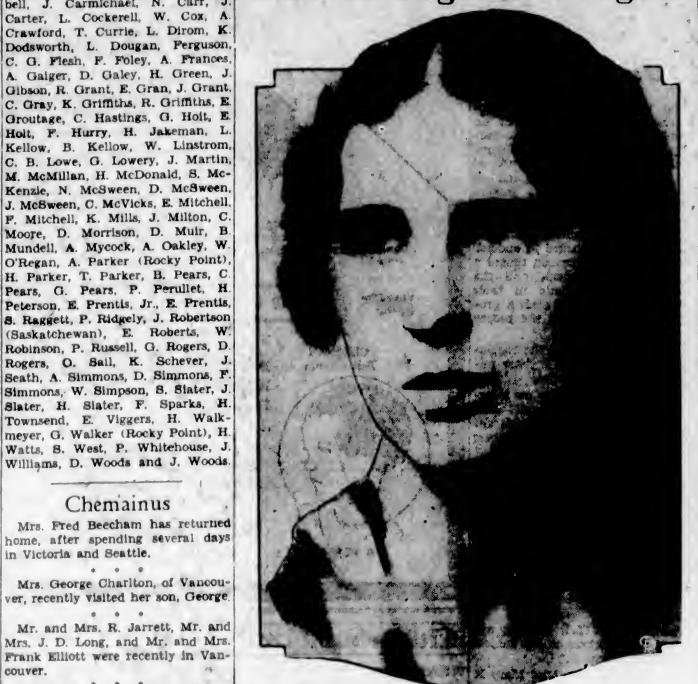 bell, J. Carmichael, N. Carr, J.
Carter, L. Cockerell, W. Cox, A.
Crawford, T. Currie, L. Dirom, K.
Dodsworth, L. Dougan, Ferguson,
C. G. Flesh, F. Foley, A. Frances,
A. Gaiger, D. Galey, H. Green, J.
Gibson, R. Grant, E. Gran, J. Grant,
C. Gray, K. Griffiths, R. Griffiths, E.
Groutage, C. Hastings, G. Holt, E.
Holt, F. Hurry, H. Jakeman, L.
Kellow, B. Kellow, W. Linstrom,
C. B. Lowe, G. Lowery, J. Martin,
M. McMillan, H. McDonald, S. Mc-
Kenzie, N. McSween, D. McSween,
J. McSween, C. McVicks, E. Mitchell,
F. Mitchell, K. Mills, J. Milton, C.
Moore, D. Morrison, D. Muir, B.
Mundell, A. Mycock, A. Oakley, W.
O'Regan, A. Parker (Rocky Point),
H. Parker, T. Parker, B. Pears, C.
Pears, G. Pears, P. Perullet, H.
Peterson, E. Prentis, Jr., E. Prentis,
S. Raggett, P. Ridgely, J. Robertson
(Saskatchewan), E. Roberts, W.
Robinson, P. Russell, G. Rogers, D.
Rogers, O. Sail, K. Schever, J.
Seath, A. Simmons, D. Simmons, F.
Simmons, W. Simpson, S. Slater, J.
Slater, H. Slater, F. Sparks, H.
Townsend, E. Viggers, H. Walk-
meyer, G. Walker (Rocky Point), H.
Watts, S. West, P. Whitehouse, J.
Williams, D. Woods and J. Woods.
Chemainus
Mrs. Fred Beecham has returned
home, after spending several days
in Victoria and Seattle.
* * *
Mrs. George Charlton, of Vancou-
ver, recently visited her son, George.
* * *
Mr. and Mrs. R. Jarrett, Mr. and
Mrs. J. D. Long, and Mr. and Mrs.
Frank Elliott were recently in Van-
couver.
* * *